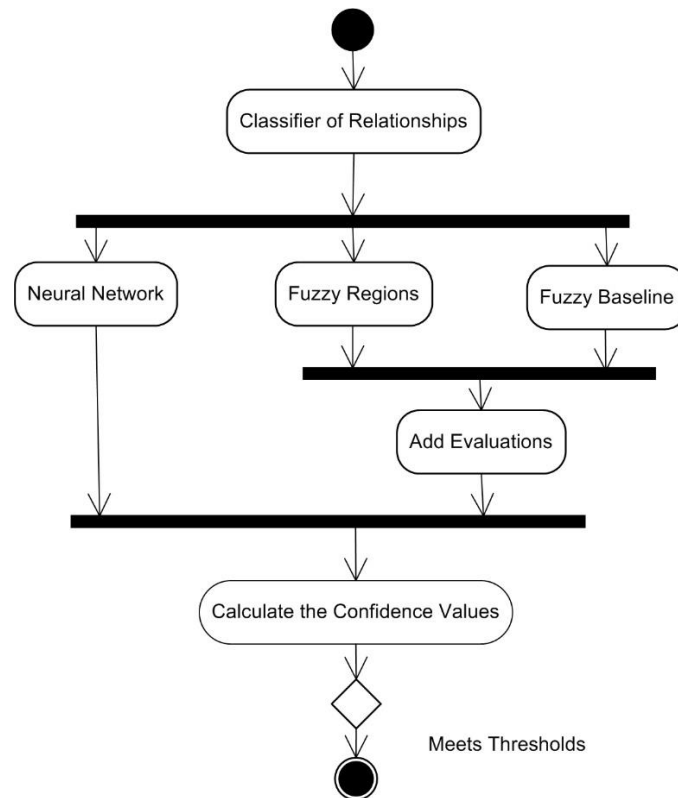 Classifier of Relationships
Neural Network
Fuzzy Regions
Fuzzy Baseline
Add Evaluations
Calculate the Confidence Values
Meets Thresholds